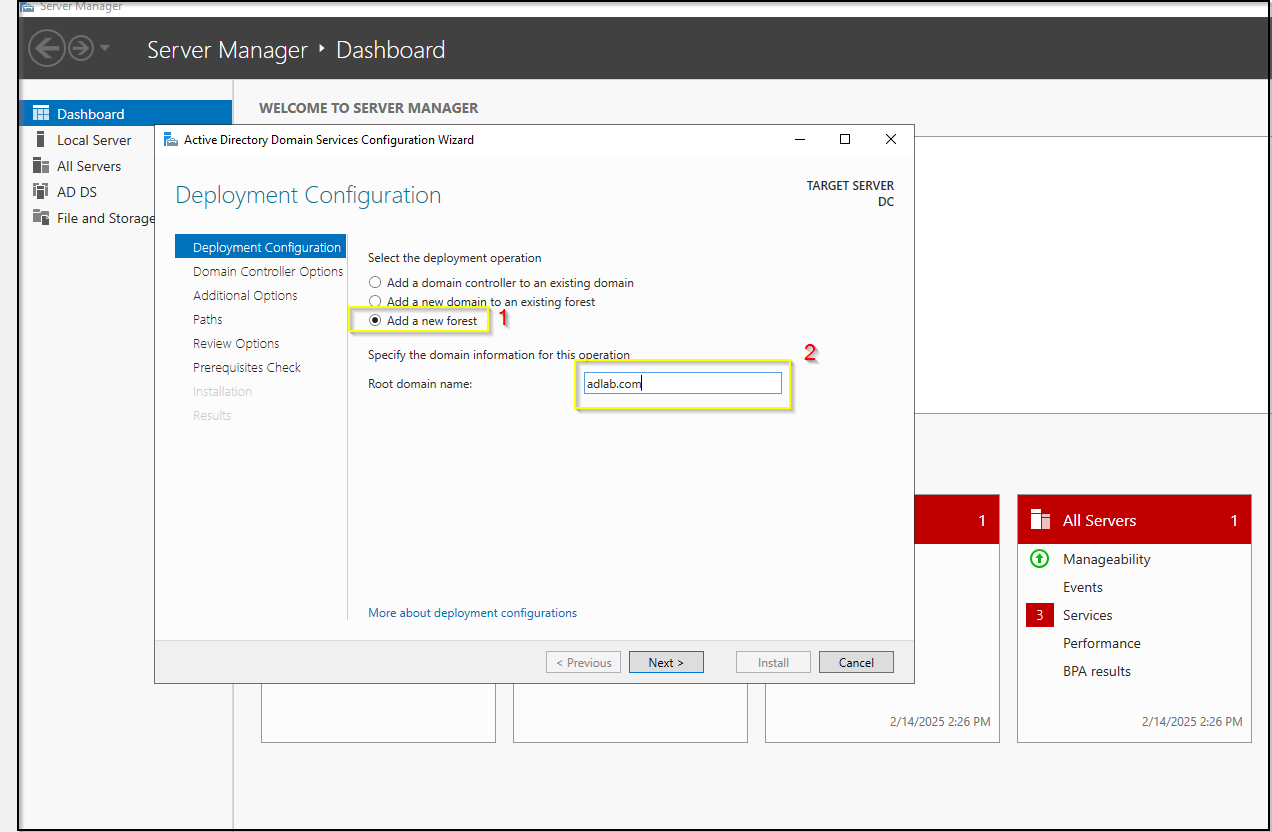 Server Manager
Server Manager ‣ Dashboard
Dashboard
Local Server
All Servers
AD DS
File and Storage
WELCOME TO SERVER MANAGER
Active Directory Domain Services Configuration Wizard
Deployment Configuration
TARGET SERVER
DC
Deployment Configuration
Domain Controller Options
Additional Options
Paths
Review Options
Prerequisites Check
Installation
Results
Select the deployment operation
Add a domain controller to an existing domain
Add a new domain to an existing forest
Add a new forest 1
Specify the domain information for this operation
2
Root domain name: adlab.com
More about deployment configurations
< Previous Next > Install Cancel
1
2/14/2025 2:26 PM
All Servers 1
Manageability
Events
3 Services
Performance
BPA results
2/14/2025 2:26 PM